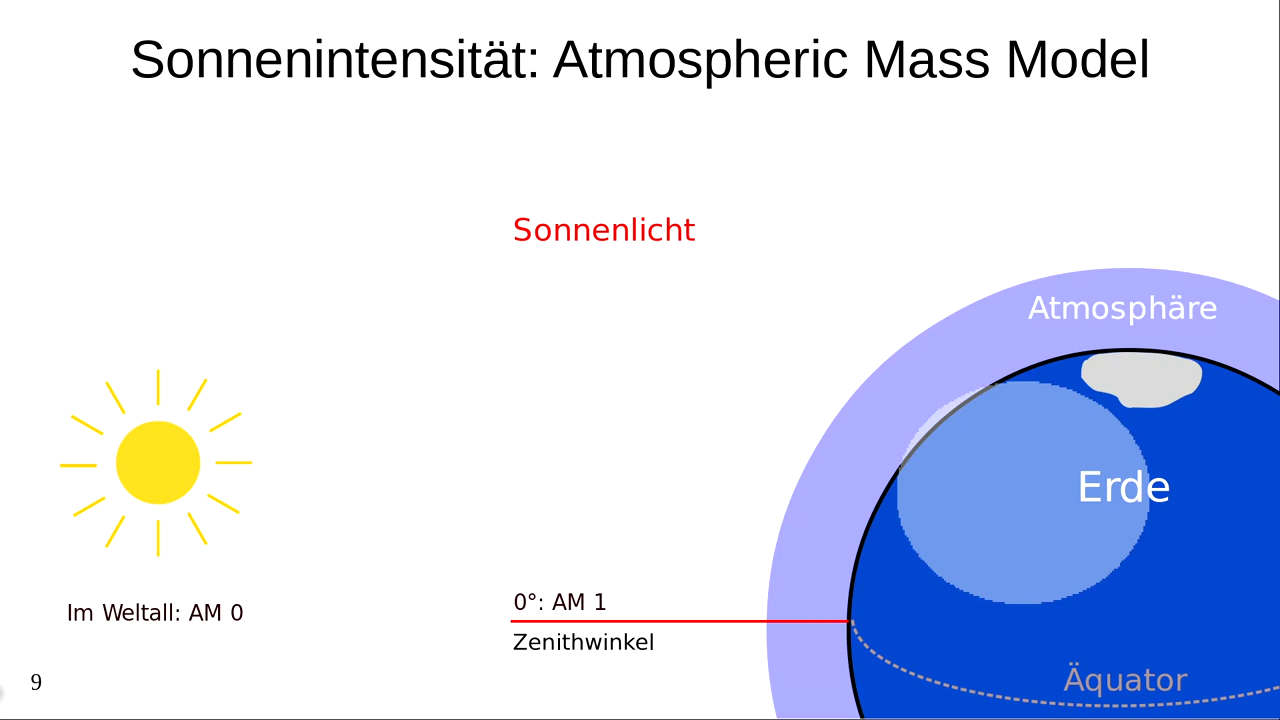 Sonnenintensität: Atmospheric Mass Model
Sonnenlicht
Atmosphäre
Erde
0°: AM 1
Im Weltall: AM 0
Zenithwinkel
Äquator
9